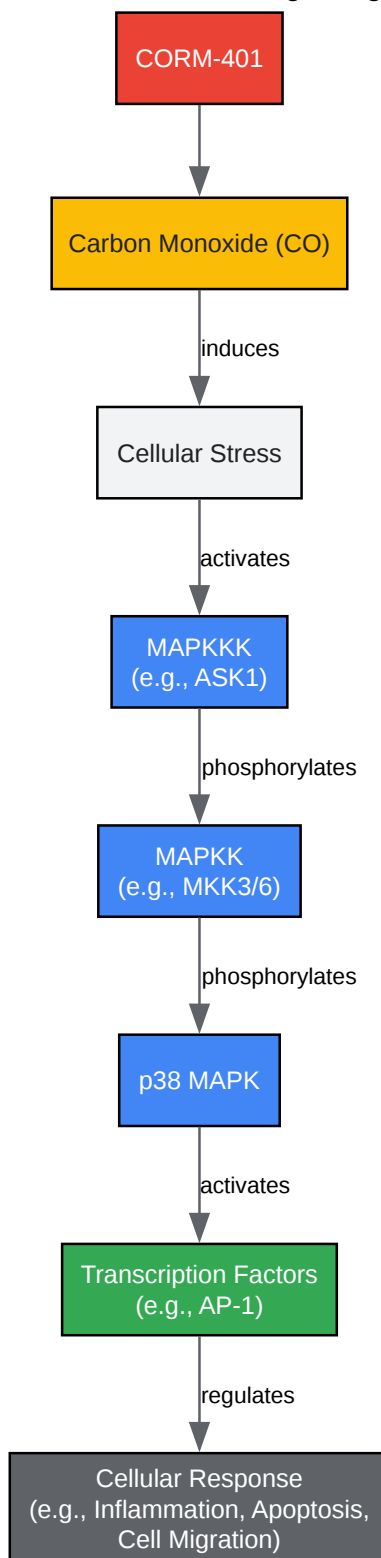 CORM-401
Carbon Monoxide (CO)
induces
Cellular Stress
activates
MAPKKK
(e.g., ASK1)
phosphorylates
MAPKK
(e.g., MKK3/6)
phosphorylates
p38 MAPK
activates
Transcription Factors
(e.g., AP-1)
regulates
Cellular Response
(e.g., Inflammation, Apoptosis,
Cell Migration)